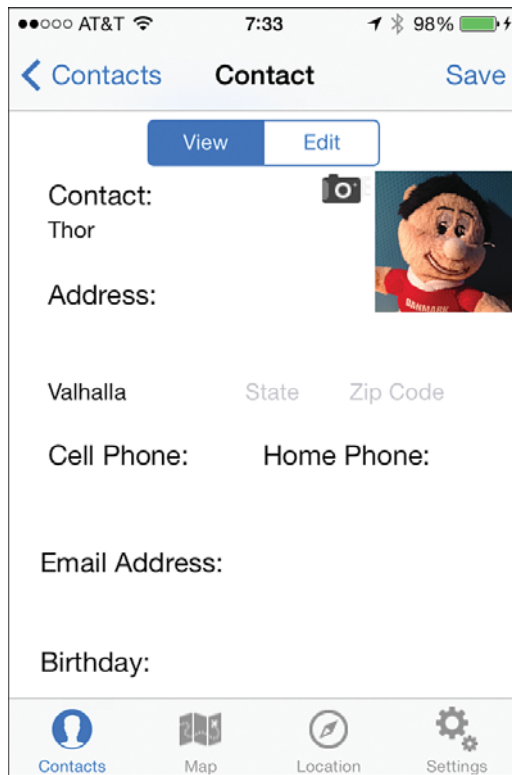 AT&T 7:33 98%
Contacts Contact Save
View Edit
Contact:
Thor
Address:
DANMARK
Valhalla State Zip Code
Cell Phone: Home Phone:
Email Address:
Birthday:
Contacts Map Location Settings